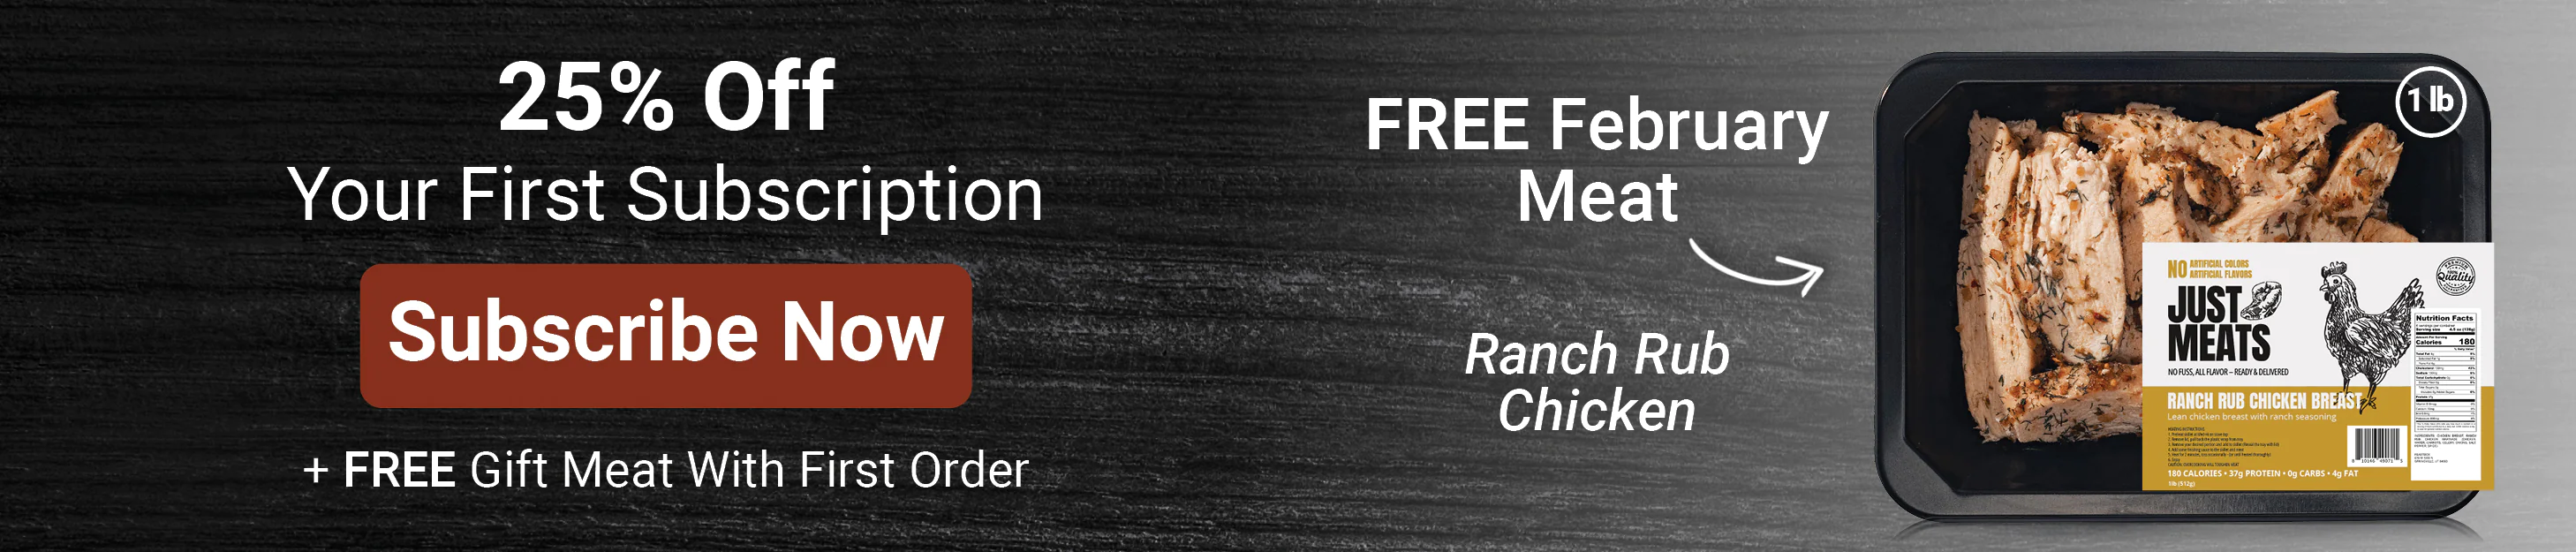 25% Off
Your First Subscription
Subscribe Now
+ FREE Gift Meat With First Order
FREE February
Meat
Ranch Rub
Chicken
1 lb
NO ARTIFICIAL COLORS
ARTIFICIAL FLAVORS
JUST
MEATS
NO FUSS, ALL FLAVOR – READY & DELIVERED
RANCH RUB CHICKEN BREAST
Lean chicken breast with ranch seasoning
180 CALORIES • 37g PROTEIN • 0g CARBS • 4g FAT
Quality
Nutrition Facts
Calories 180